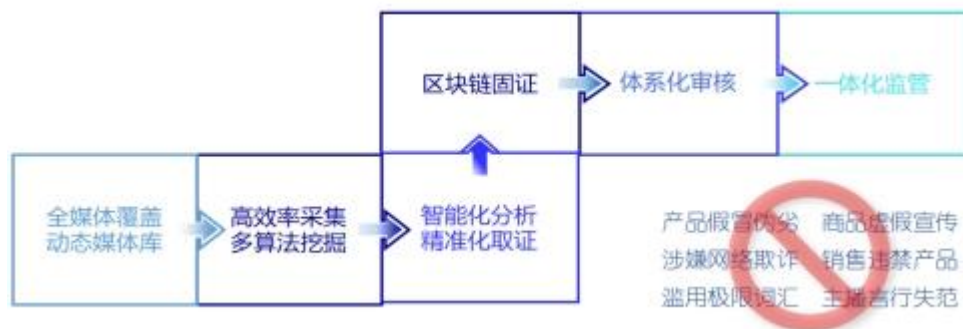 区块链固证
体系化审核
一体化监管
全媒体覆盖
动态媒体库
高效率采集
多算法挖掘
智能化分析
精准化取证
产品假冒伪劣 商品虚假宣传
涉嫌网络欺诈 销售违禁产品
滥用极限词汇 主播言行失范